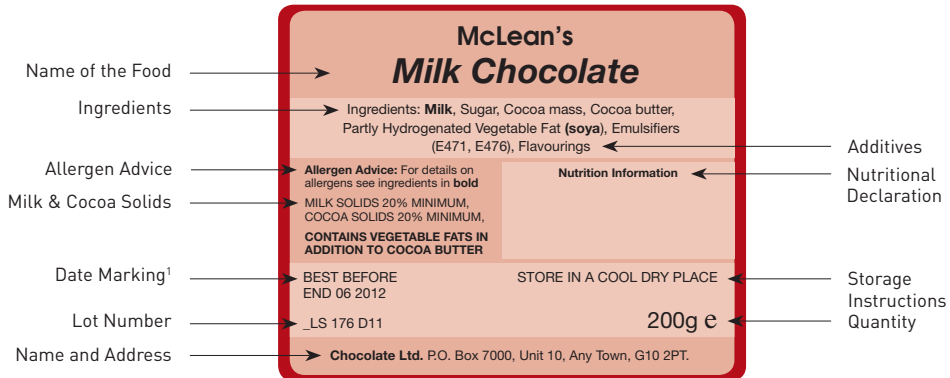 McLean's
Milk Chocolate
Name of the Food
Ingredients
Ingredients: Milk, Sugar, Cocoa mass, Cocoa butter,
Partly Hydrogenated Vegetable Fat (soya), Emulsifiers
(E471, E476), Flavourings
Additives
Allergen Advice
Allergen Advice: For details on
allergens see ingredients in bold
Nutrition Information
Nutritional
Declaration
Milk & Cocoa Solids
MILK SOLIDS 20% MINIMUM,
COCOA SOLIDS 20% MINIMUM,
CONTAINS VEGETABLE FATS IN
ADDITION TO COCOA BUTTER
Date Marking¹
BEST BEFORE
END 06 2012
STORE IN A COOL DRY PLACE
Storage
Instructions
Lot Number
_LS 176 D11
200g e
Quantity
Name and Address
Chocolate Ltd. P.O. Box 7000, Unit 10, Any Town, G10 2PT.